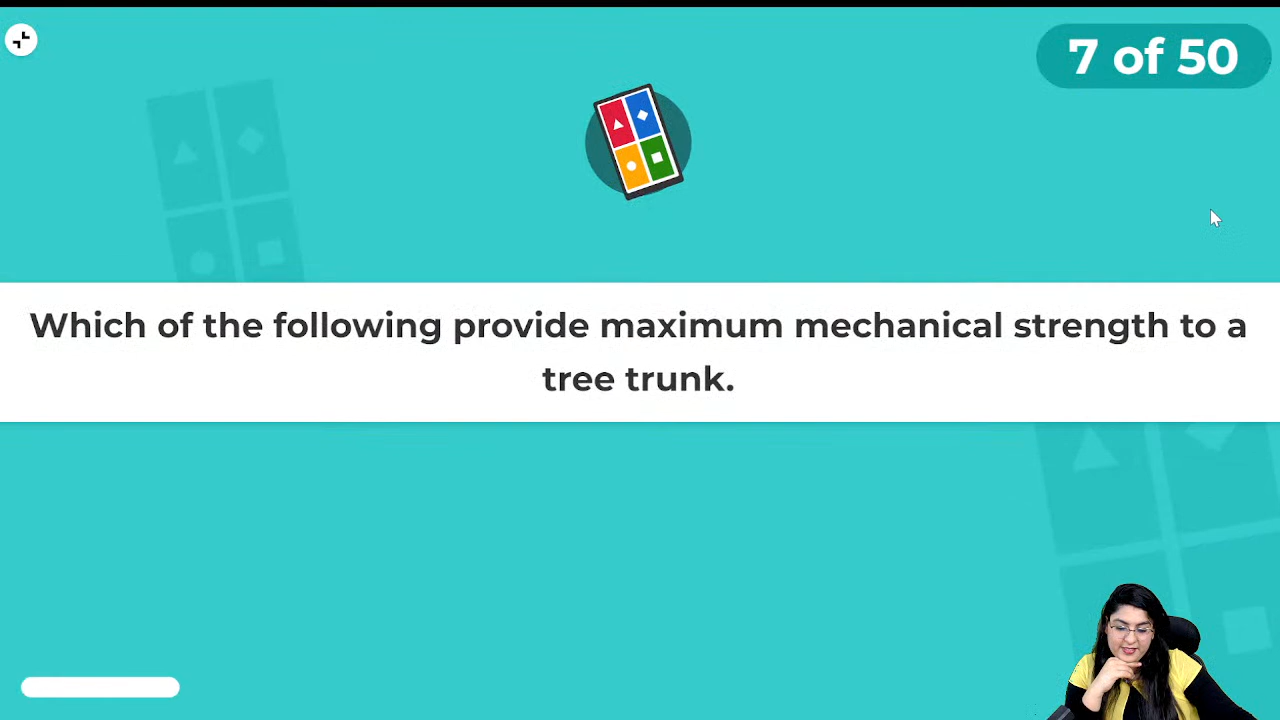 7 of 50
Which of the following provide maximum mechanical strength to a
tree trunk.